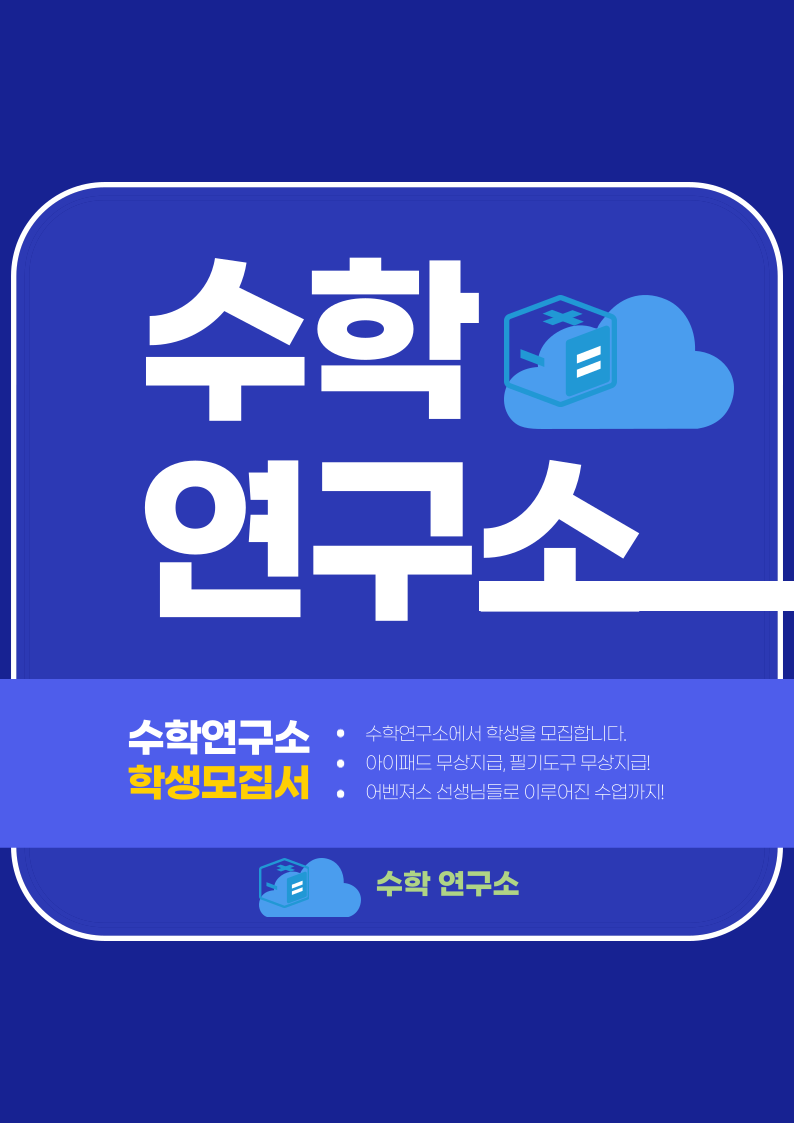 수학
연구소
수학연구소
학생모집서
• 수학연구소에서 학생을 모집합니다.
• 아이패드 무상지급, 필기도구 무상지급!
• 어벤져스 선생님들로 이루어진 수업까지!
수학 연구소